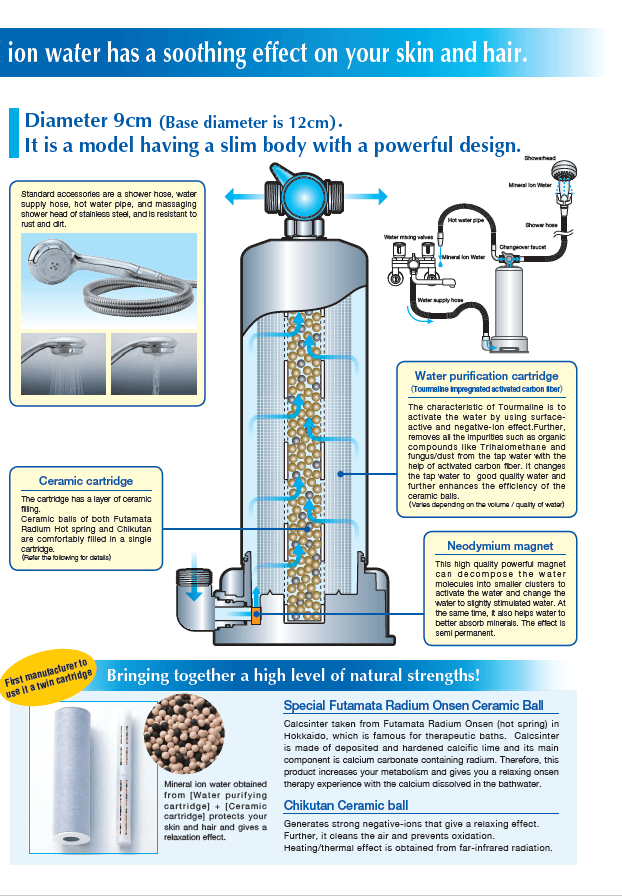 ion water has a soothing effect on your skin and hair.
Diameter 9cm (Base diameter is 12cm).
It is a model having a slim body with a powerful design.
Standard accessories are a shower hose, water
supply hose, hot water pipe, and massaging
shower head of stainless steel, and is resistant to
rust and dirt.
Showerhead
Mineral Ion Water
Hot water pipe
Shower hose
Water mixing valves
Changeover faucet
Mineral Ion Water
Water supply hose
Water purification cartridge
(Tourmaline impregnated activated carbon fiber)
The characteristic of Tourmaline is to
activate the water by using surface-
active and negative-ion effect.Further,
removes all the impurities such as organic
compounds like Trihalomethane and
fungus/dust from the tap water with the
help of activated carbon fiber. It changes
the tap water to good quality water and
further enhances the efficiency of the
ceramic balls.
(Varies depending on the volume / quality of water)
Ceramic cartridge
The cartridge has a layer of ceramic
filling.
Ceramic balls of both Futamata
Radium Hot spring and Chikutan
are comfortably filled in a single
cartridge.
(Refer the following for details)
Neodymium magnet
This high quality powerful magnet
can decompose the water
molecules into smaller clusters to
activate the water and change the
water to slightly stimulated water. At
the same time, it also helps water to
better absorb minerals. The effect is
semi permanent.
First manufacturer to
use it a twin cartridge
Bringing together a high level of natural strengths!
Mineral ion water obtained
from [Water purifying
cartridge] + [Ceramic
cartridge] protects your
skin and hair and gives a
relaxation effect.
Special Futamata Radium Onsen Ceramic Ball
Calcsinter taken from Futamata Radium Onsen (hot spring) in
Hokkaido, which is famous for therapeutic baths. Calcsinter
is made of deposited and hardened calcific lime and its main
component is calcium carbonate containing radium. Therefore, this
product increases your metabolism and gives you a relaxing onsen
therapy experience with the calcium dissolved in the bathwater.
Chikutan Ceramic ball
Generates strong negative-ions that give a relaxing effect.
Further, it cleans the air and prevents oxidation.
Heating/thermal effect is obtained from far-infrared radiation.